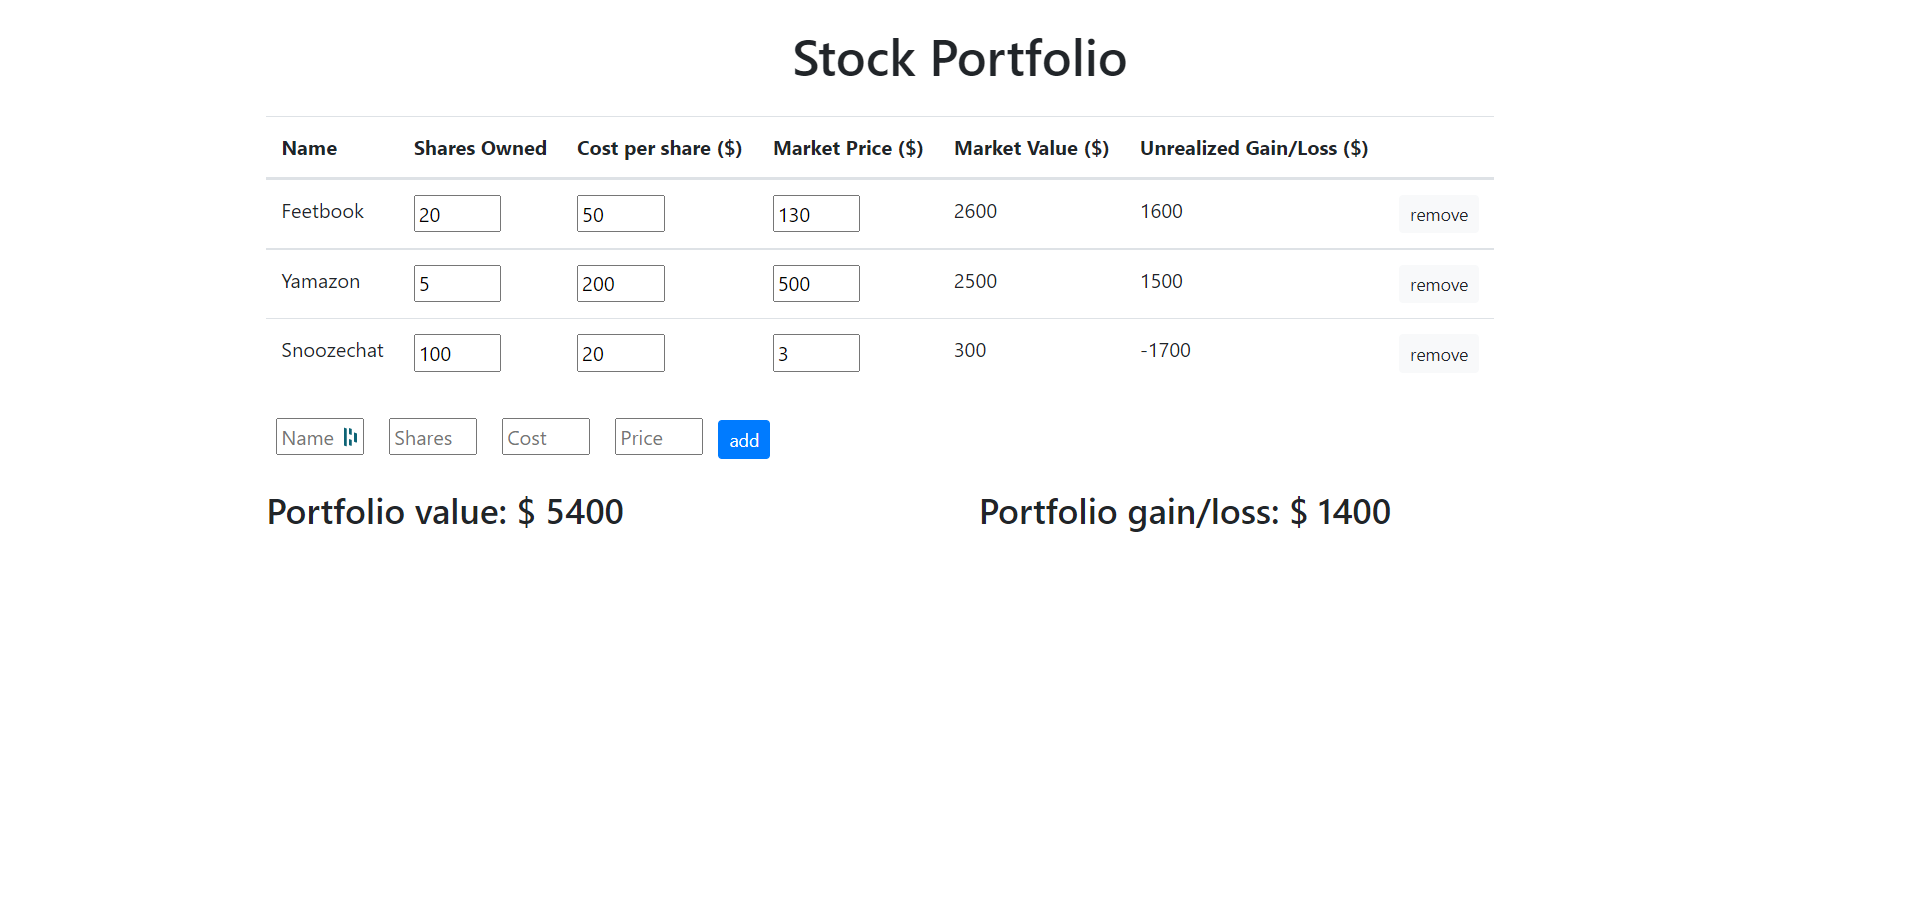 Stock Portfolio
Name Shares Owned Cost per share ($) Market Price ($) Market Value ($) Unrealized Gain/Loss ($)
Feetbook 20 50 130 2600 1600 remove
Yamazon 5 200 500 2500 1500 remove
Snoozechat 100 20 3 300 -1700 remove
Name Shares Cost Price add
Portfolio value: $ 5400 Portfolio gain/loss: $ 1400